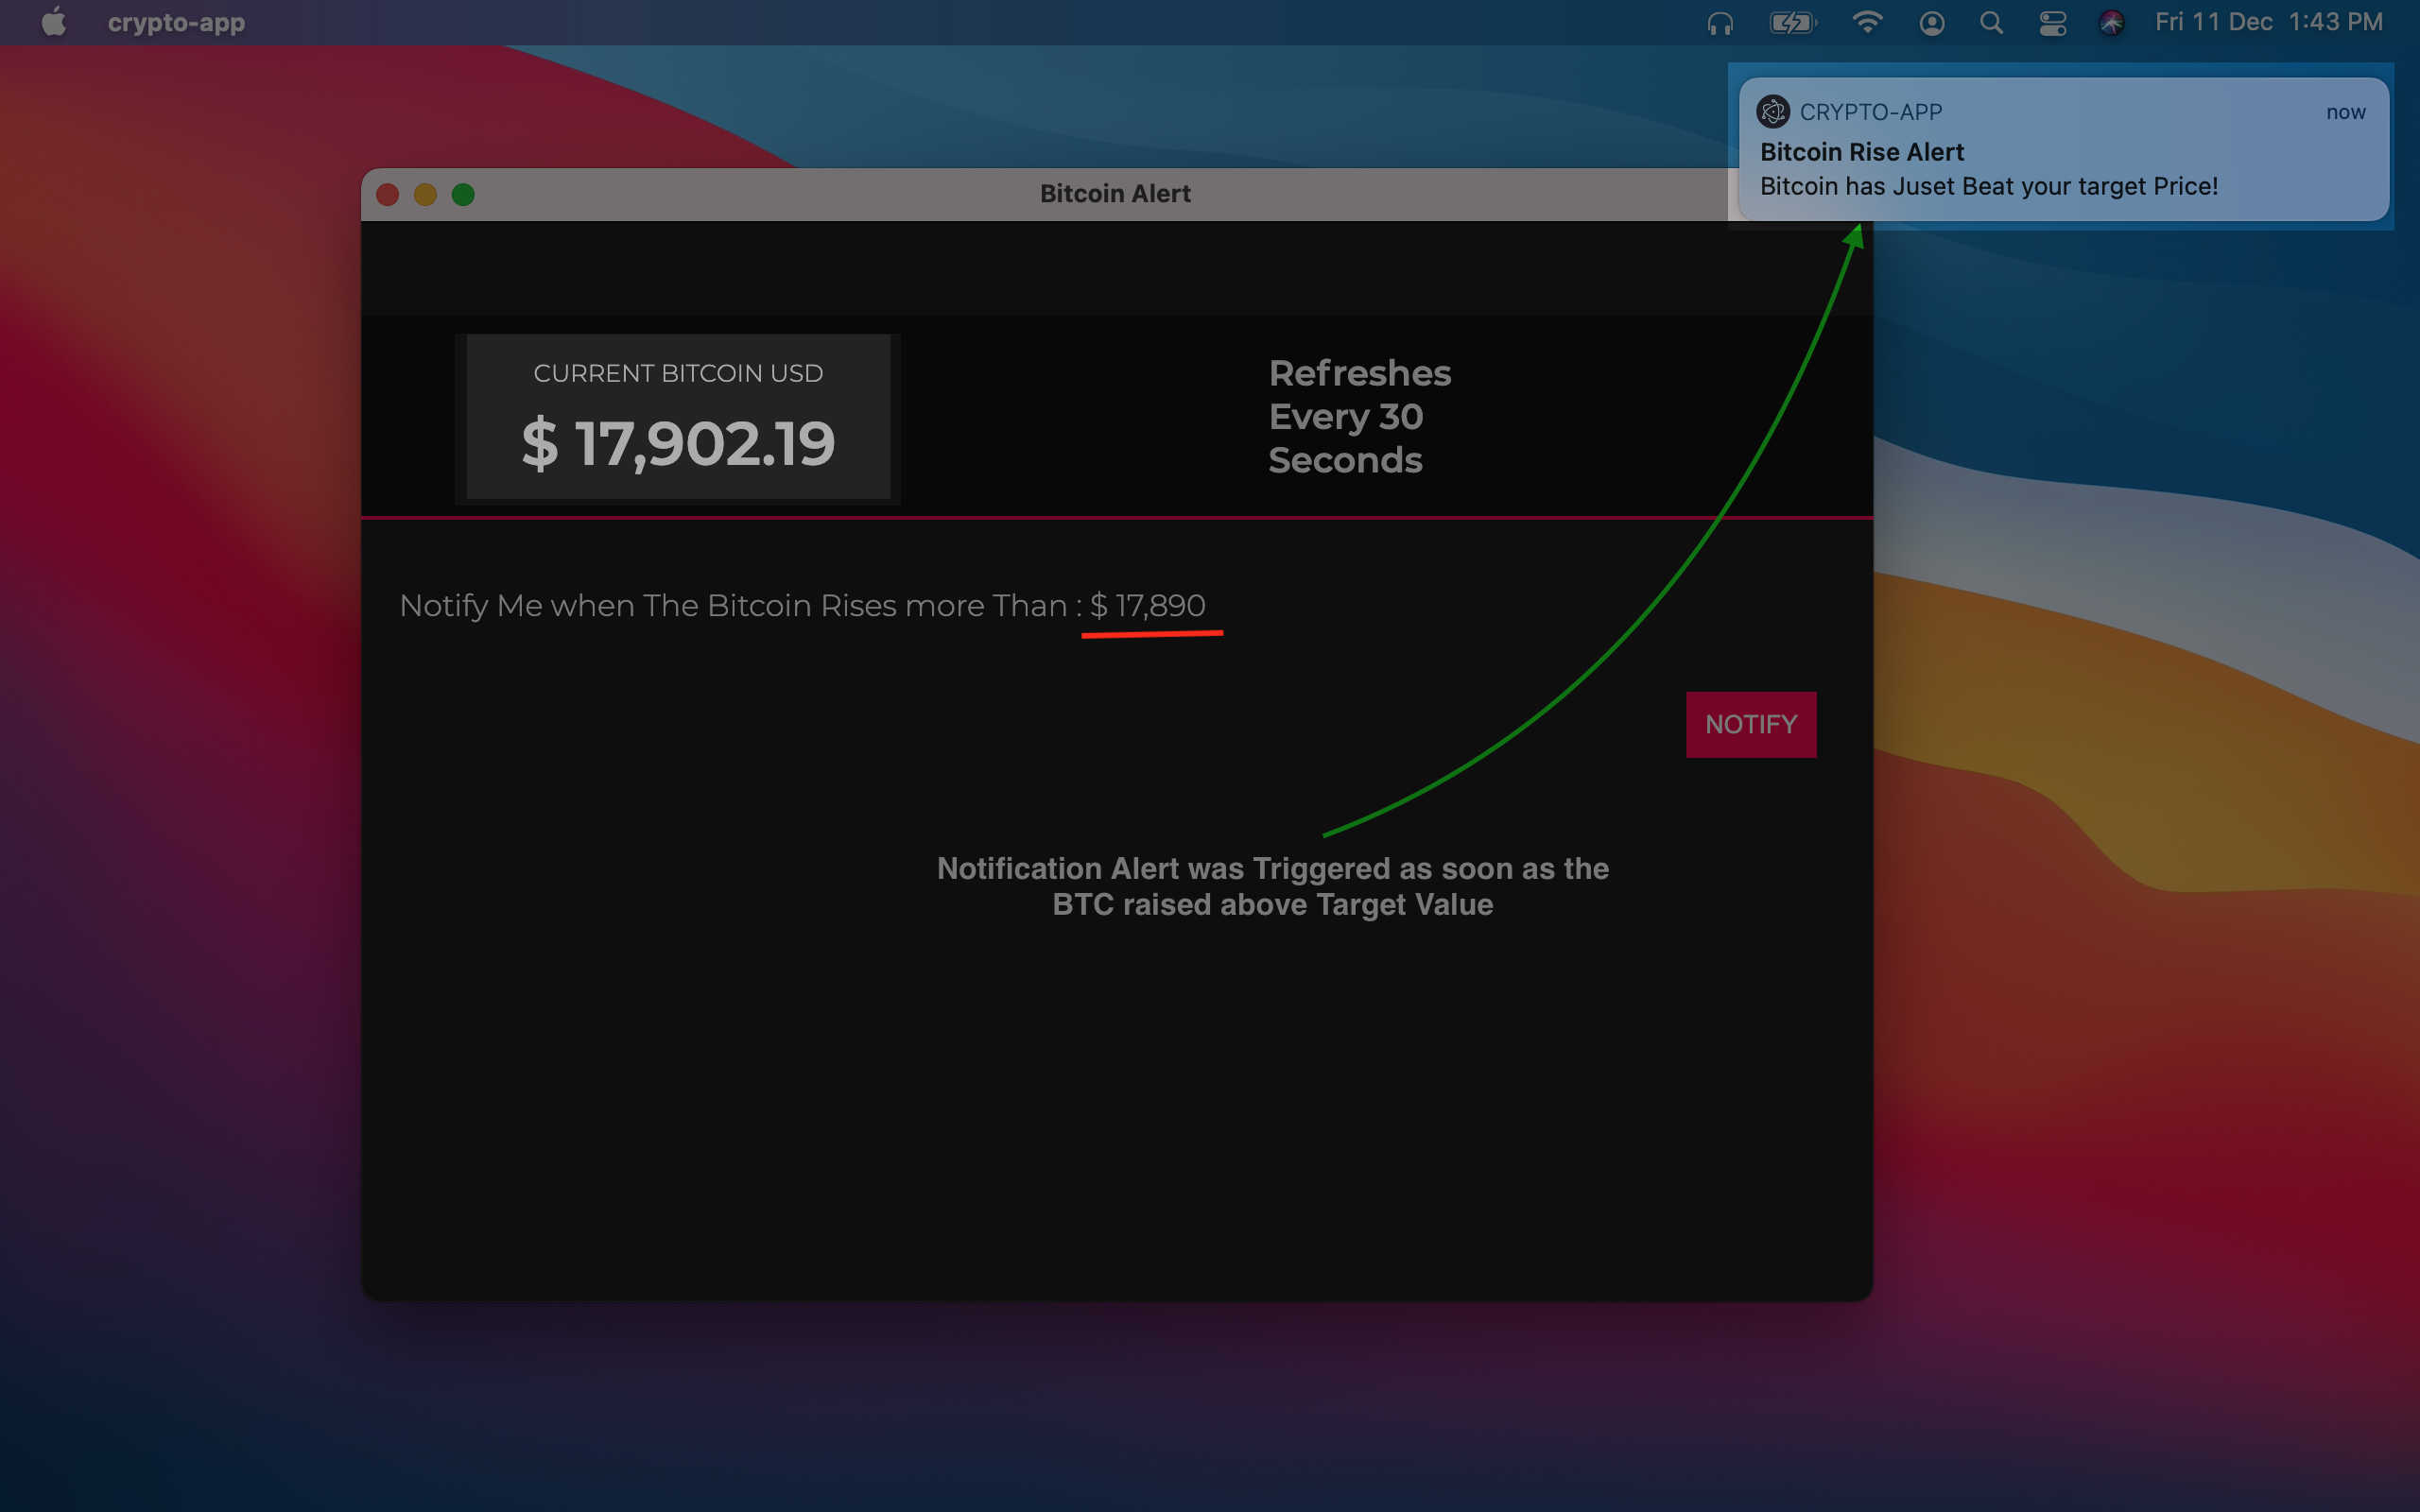 crypto-app
Fri 11 Dec 1:43 PM
CRYPTO-APP
now
Bitcoin Rise Alert
Bitcoin has Juset Beat your target Price!
Bitcoin Alert
CURRENT BITCOIN USD
$ 17,902.19
Refreshes
Every 30
Seconds
Notify Me when The Bitcoin Rises more Than : $ 17,890
NOTIFY
Notification Alert was Triggered as soon as the
BTC raised above Target Value